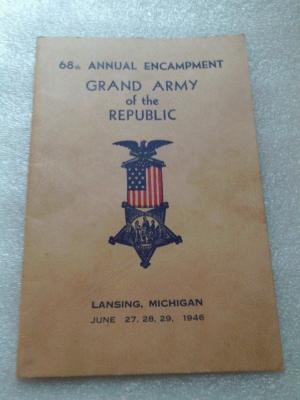 68th ANNUAL ENCAMPMENT
GRAND ARMY
of the
REPUBLIC
LANSING, MICHIGAN
JUNE 27, 28, 29, 1946